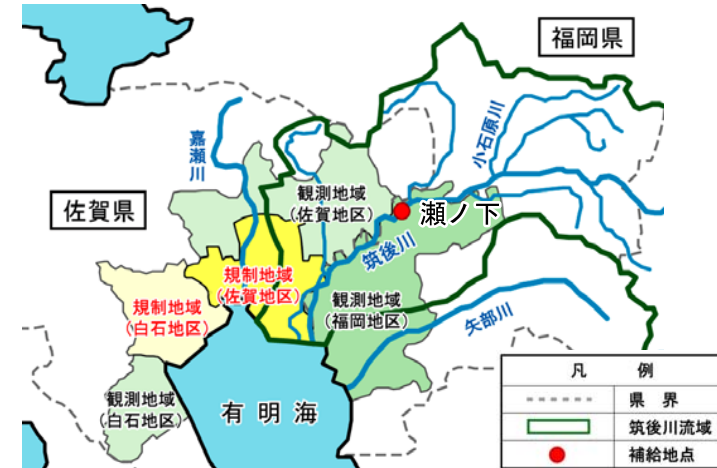 福岡県
嘉瀬川
小石原川
佐賀県
観測地域
(佐賀地区)
瀬ノ下
筑後川
規制地域
(佐賀地区)
規制地域
(白石地区)
観測地域
(福岡地区)
矢部川
観測地域
(白石地区)
有明海
凡例
県界
筑後川流域
補給地点